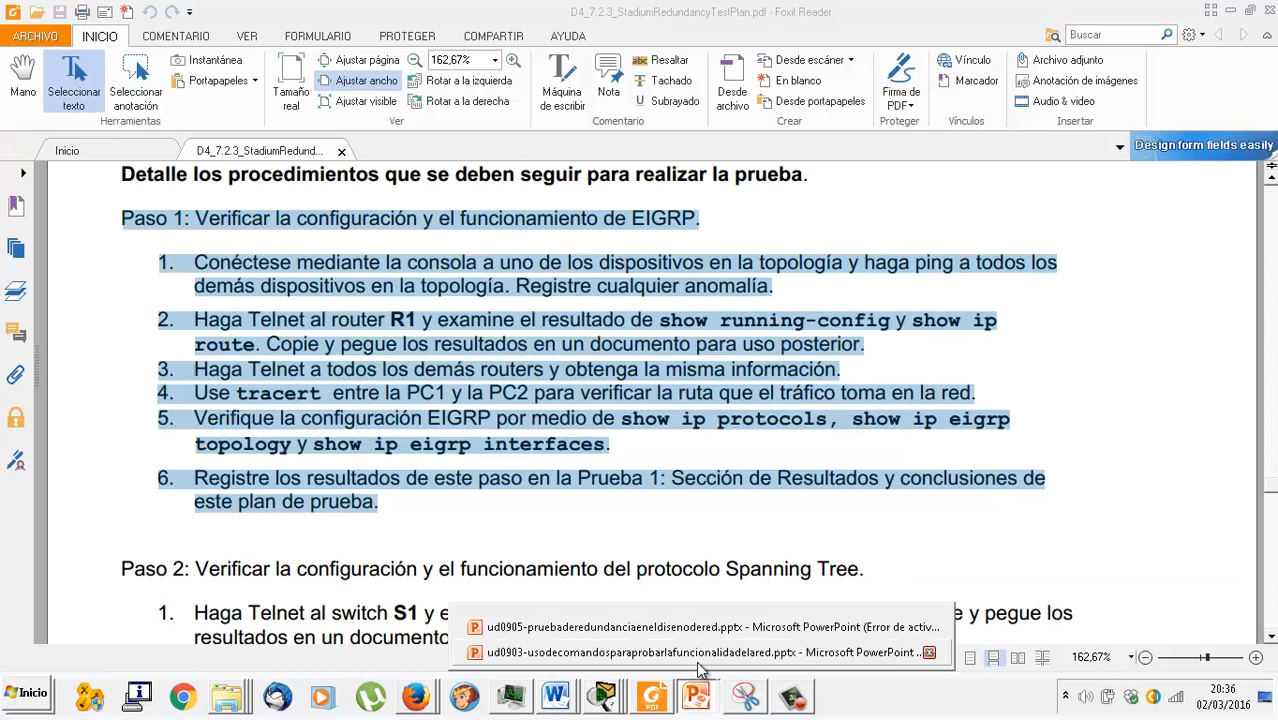 D4_7.2.3_StadiumRedundancyTestPlan.pdf - Foxit Reader
ARCHIVO INICIO COMENTARIO VER FORMULARIO PROTEGER COMPARTIR AYUDA
Buscar
Mano
Seleccionar texto
Seleccionar anotación
Instantánea
Portapapeles
Herramientas
Tamaño real
Ajustar página
Ajustar ancho
Ajustar visible
162,67%
Rotar a la izquierda
Rotar a la derecha
Ver
Máquina de escribir
Nota
Resaltar
Tachado
Subrayado
Comentario
Desde archivo
Desde escáner
En blanco
Desde portapapeles
Crear
Firma de PDF
Proteger
Vínculo
Marcador
Vínculos
Archivo adjunto
Anotación de imágenes
Audio & video
Insertar
Inicio
D4_7.2.3_StadiumRedund...
Design form fields easily
Detalle los procedimientos que se deben seguir para realizar la prueba.
Paso 1: Verificar la configuración y el funcionamiento de EIGRP.
1. Conéctese mediante la consola a uno de los dispositivos en la topología y haga ping a todos los
demás dispositivos en la topología. Registre cualquier anomalía.
2. Haga Telnet al router R1 y examine el resultado de show running-config y show ip
route. Copie y pegue los resultados en un documento para uso posterior.
3. Haga Telnet a todos los demás routers y obtenga la misma información.
4. Use tracert entre la PC1 y la PC2 para verificar la ruta que el tráfico toma en la red.
5. Verifique la configuración EIGRP por medio de show ip protocols, show ip eigrp
topology y show ip eigrp interfaces.
6. Registre los resultados de este paso en la Prueba 1: Sección de Resultados y conclusiones de
este plan de prueba.
Paso 2: Verificar la configuración y el funcionamiento del protocolo Spanning Tree.
1. Haga Telnet al switch S1 y e
e y pegue los
resultados en un documento
ud0905-pruebaderedundanciaeneldisenodered.pptx - Microsoft PowerPoint (Error de activ...
ud0903-usodecomandosparaprobarlafuncionalidadelared.pptx - Microsoft PowerPoint ...
162,67%
Inicio
20:36
02/03/2016